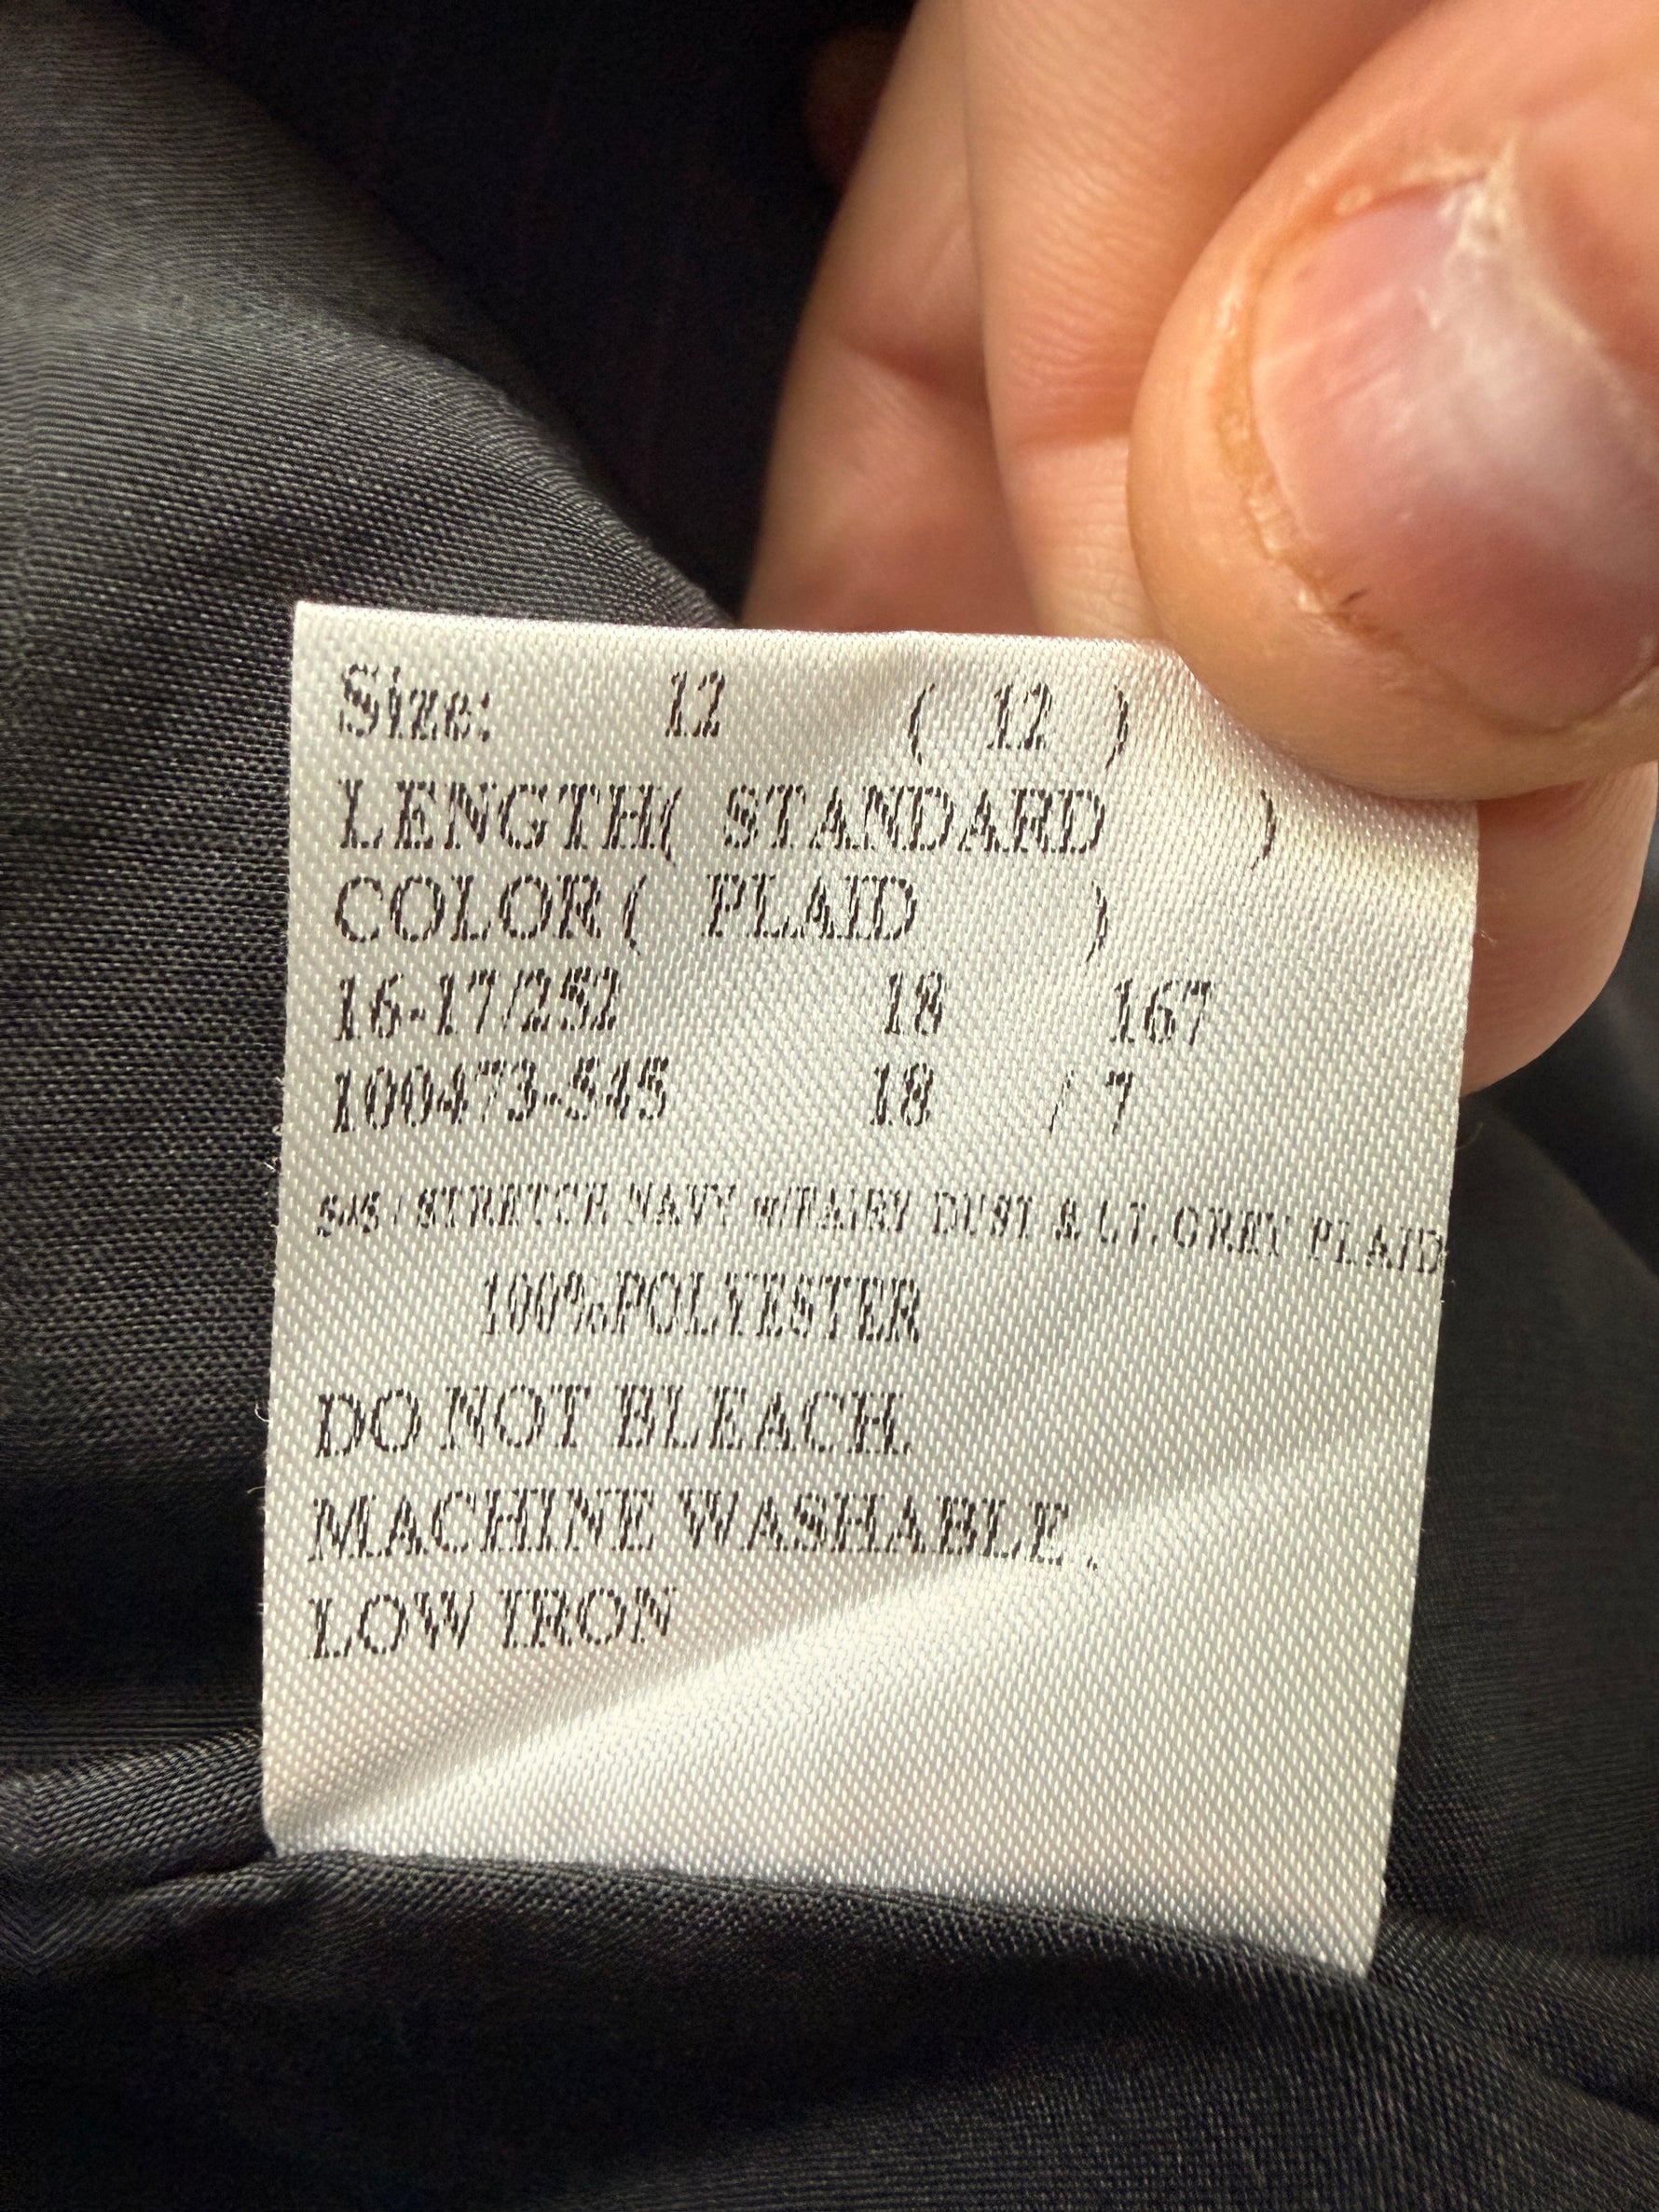 Size: 12 ( 12 )
LENGTH( STANDARD )
COLOR( PLAID )
16-17/252 18 167
100473-545 18 / 7
545 / STRETCH NAVY w/FAIRY DUST & LT. GREY PLAID
100%POLYESTER
DO NOT BLEACH.
MACHINE WASHABLE.
LOW IRON